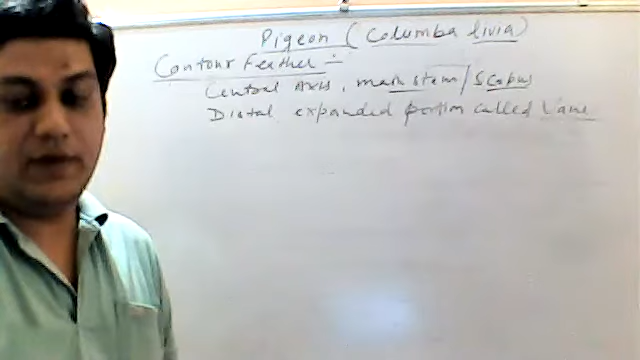 Pigeon (Columba livia)
Contour Feather :-
Central Axis, main stem / Scapus
Distal expanded portion called Vane